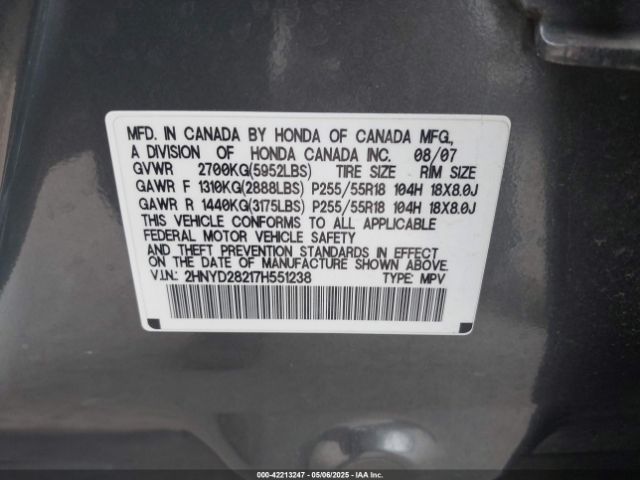 MFD. IN CANADA BY HONDA OF CANADA MFG.,
A DIVISION OF HONDA CANADA INC. 08/07
GVWR 2700KG(5952LBS) TIRE SIZE RIM SIZE
GAWR F 1310KG(2888LBS) P255/55R18 104H 18X8.0J
GAWR R 1440KG(3175LBS) P255/55R18 104H 18X8.0J
THIS VEHICLE CONFORMS TO ALL APPLICABLE
FEDERAL MOTOR VEHICLE SAFETY
AND THEFT PREVENTION STANDARDS IN EFFECT
ON THE DATE OF MANUFACTURE SHOWN ABOVE.
V.I.N.: 2HNYD28217H551238 TYPE: MPV
000-42213247 - 05/06/2025 - IAA Inc.